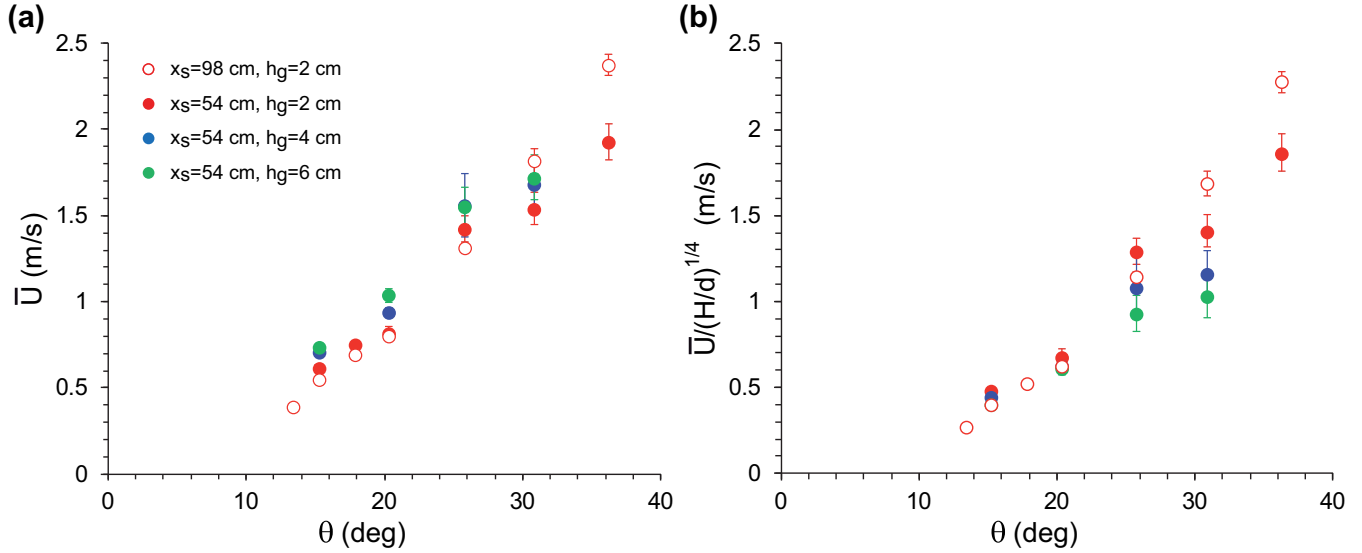 (a)
2.5
2
1.5
1
0.5
0
0 10 20 30 40
U̅ (m/s)
θ (deg)
xs=98 cm, hg=2 cm
xs=54 cm, hg=2 cm
xs=54 cm, hg=4 cm
xs=54 cm, hg=6 cm
(b)
2.5
2
1.5
1
0.5
0
0 10 20 30 40
U̅/(H/d)^1/4 (m/s)
θ (deg)